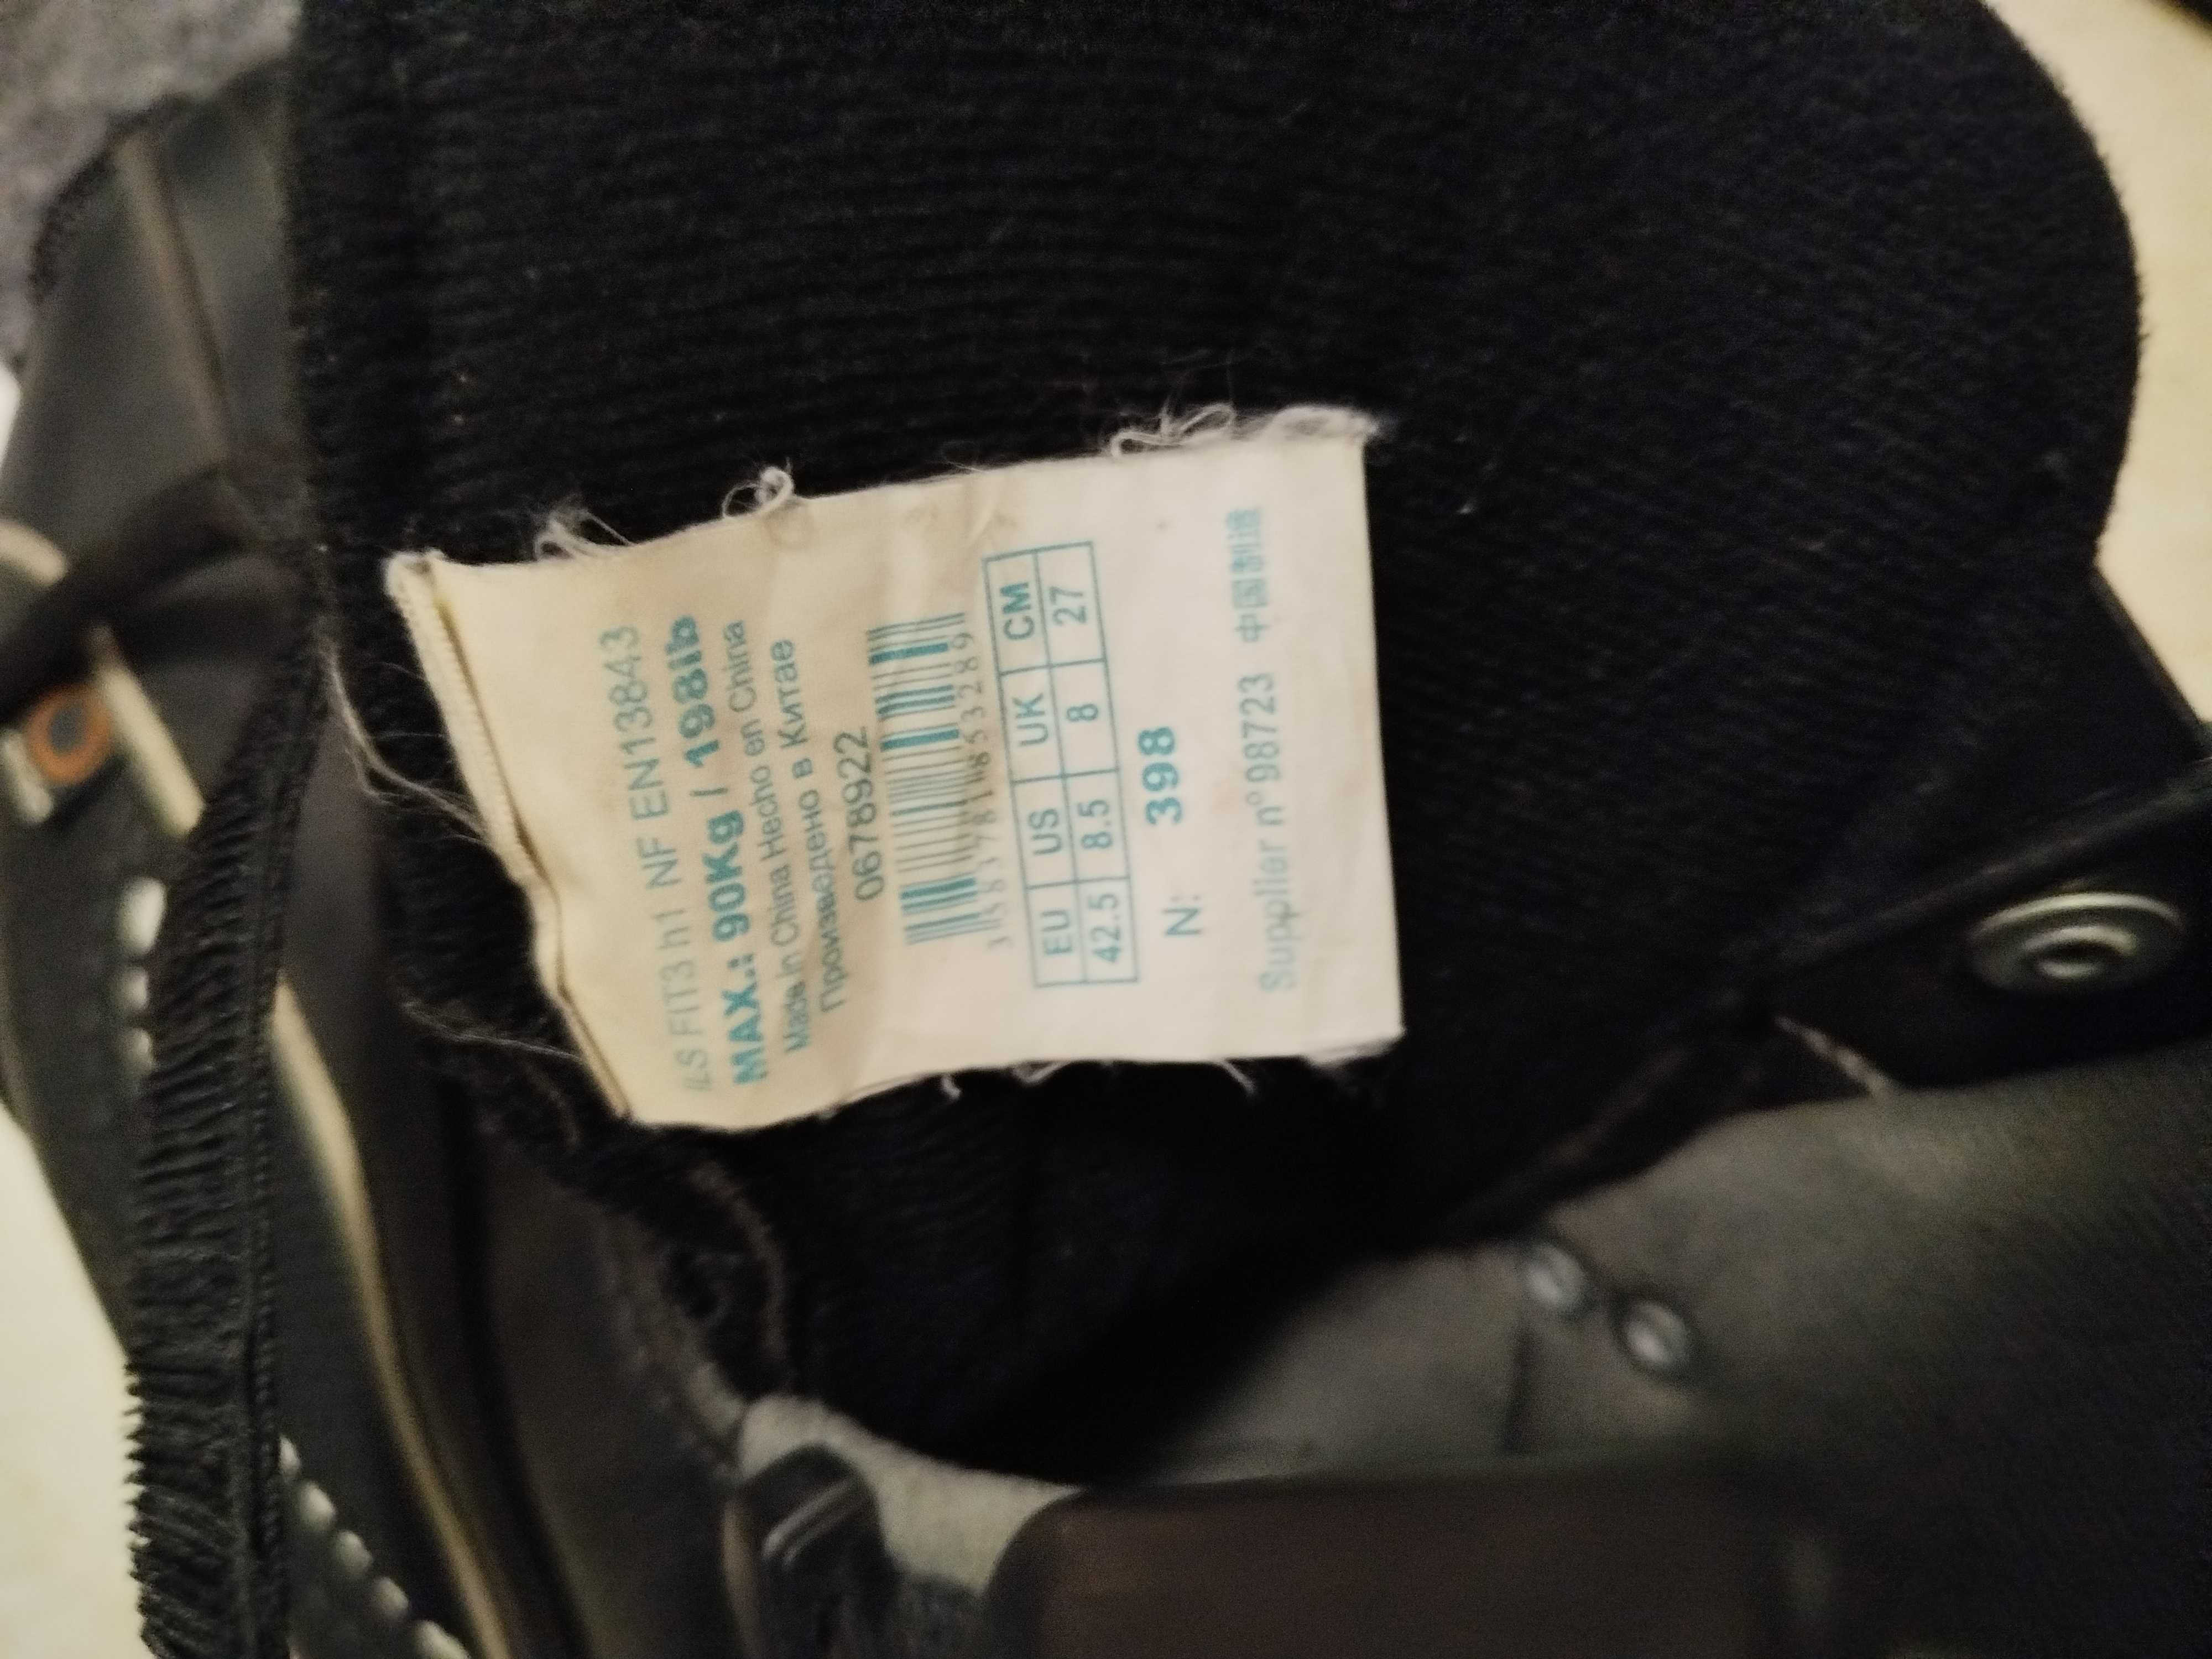 ILS FIT3 h1 NF EN13843
MAX.: 90Kg / 198lb
Made in China Hecho en China
Произведено в Китае
0678922
EU US UK CM
42.5 8.5 8 27
N: 398
Supplier n° 98723 中国制造